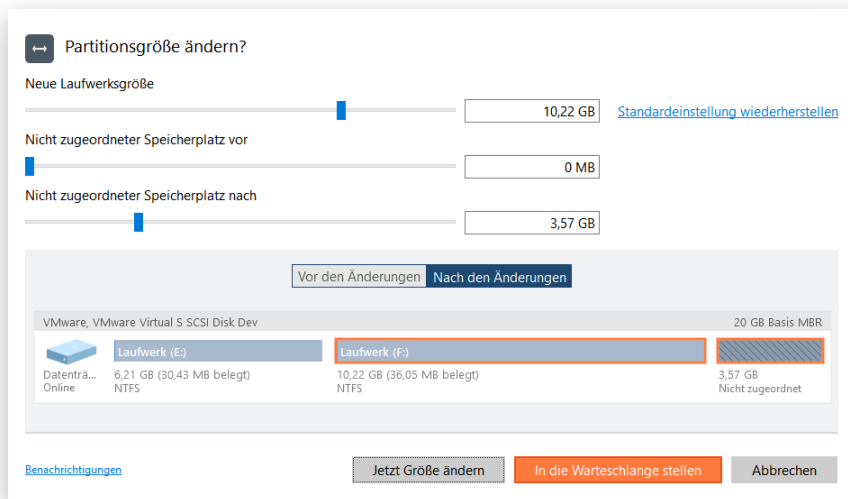 Partitionsgröße ändern?
Neue Laufwerksgröße
10,22 GB
Standardeinstellung wiederherstellen
Nicht zugeordneter Speicherplatz vor
0 MB
Nicht zugeordneter Speicherplatz nach
3,57 GB
Vor den Änderungen
Nach den Änderungen
VMware, VMware Virtual S SCSI Disk Dev
20 GB Basis MBR
Datenträ...
Online
Laufwerk (E:)
6,21 GB (30,43 MB belegt)
NTFS
Laufwerk (F:)
10,22 GB (36,05 MB belegt)
NTFS
3,57 GB
Nicht zugeordnet
Benachrichtigungen
Jetzt Größe ändern
In die Warteschlange stellen
Abbrechen